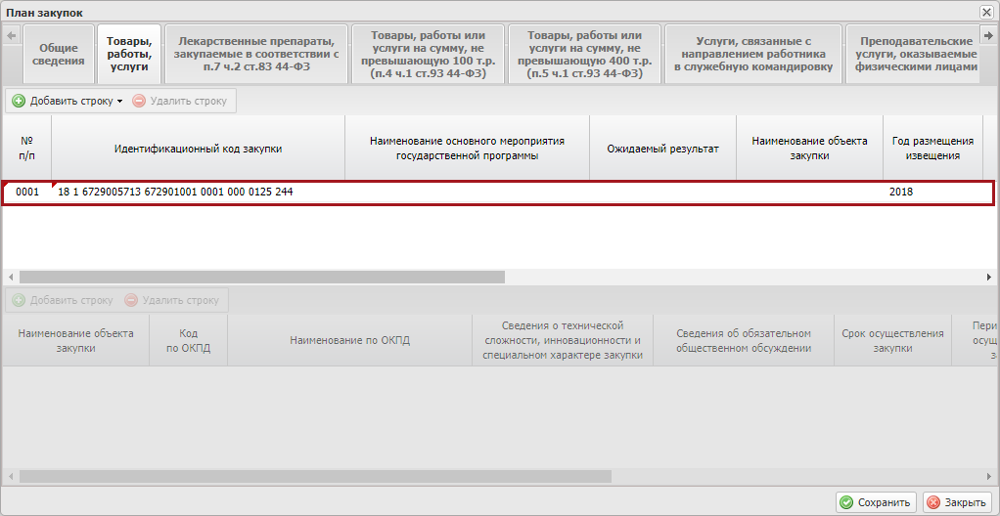 План закупок
Общие
сведения
Товары,
работы,
услуги
Лекарственные препараты,
закупаемые в соответствии с
п.7 ч.2 ст.83 44-ФЗ
Товары, работы или
услуги на сумму, не
превышающую 100 т.р.
(п.4 ч.1 ст.93 44-ФЗ)
Товары, работы или
услуги на сумму, не
превышающую 400 т.р.
(п.5 ч.1 ст.93 44-ФЗ)
Услуги, связанные с
направлением работника
в служебную командировку
Преподавательские
услуги, оказываемые
физическими лицами
Добавить строку
Удалить строку
№
п/п
Идентификационный код закупки
Наименование основного мероприятия
государственной программы
Ожидаемый результат
Наименование объекта
закупки
Год размещения
извещения
0001
18 1 6729005713 672901001 0001 000 0125 244
2018
Добавить строку
Удалить строку
Наименование объекта
закупки
Код
по ОКПД
Наименование по ОКПД
Сведения о технической
сложности, инновационности и
специальном характере закупки
Сведения об обязательном
общественном обсуждении
Срок осуществления
закупки
Пери
осущ
з
Сохранить
Закрыть